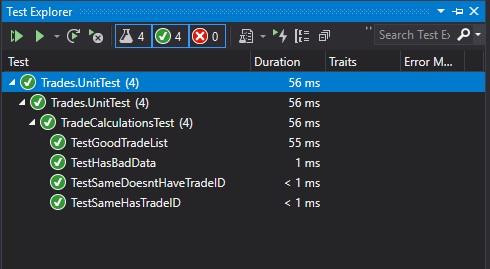 Test Explorer
4 4 0 Search Test Ex
Test Duration Traits Error M...
Trades.UnitTest (4) 56 ms
Trades.UnitTest (4) 56 ms
TradeCalculationsTest (4) 56 ms
TestGoodTradeList 55 ms
TestHasBadData 1 ms
TestSameDoesntHaveTradeID < 1 ms
TestSameHasTradeID < 1 ms